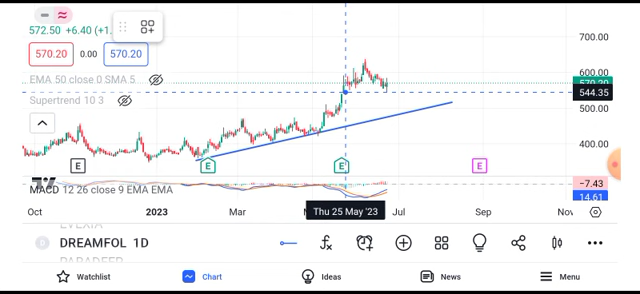 572.50 +6.40 (+1.
570.20 0.00 570.20
EMA 50 close 0 SMA 5
Supertrend 10 3
700.00
600.00
570.20
544.35
500.00
400.00
E E E E
MACD 12 26 close 9 EMA EMA
−7.43
14.61
Oct 2023 Mar Thu 25 May '23 Jul Sep Nov
D DREAMFOL 1D
Watchlist Chart Ideas News Menu